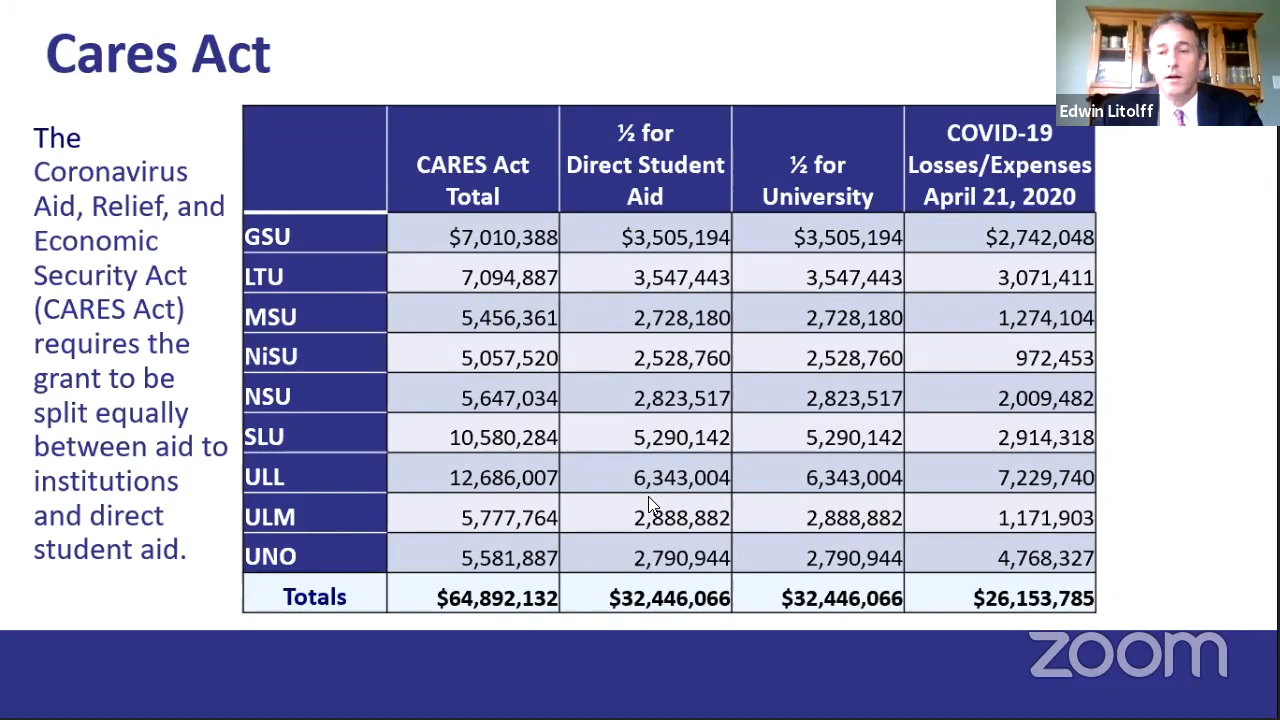 Cares Act
Edwin Litolff
The
Coronavirus
Aid, Relief, and
Economic
Security Act
(CARES Act)
requires the
grant to be
split equally
between aid to
institutions
and direct
student aid.
CARES Act
Total
½ for
Direct Student
Aid
½ for
University
COVID-19
Losses/Expenses
April 21, 2020
GSU $7,010,388 $3,505,194 $3,505,194 $2,742,048
LTU 7,094,887 3,547,443 3,547,443 3,071,411
MSU 5,456,361 2,728,180 2,728,180 1,274,104
NiSU 5,057,520 2,528,760 2,528,760 972,453
NSU 5,647,034 2,823,517 2,823,517 2,009,482
SLU 10,580,284 5,290,142 5,290,142 2,914,318
ULL 12,686,007 6,343,004 6,343,004 7,229,740
ULM 5,777,764 2,888,882 2,888,882 1,171,903
UNO 5,581,887 2,790,944 2,790,944 4,768,327
Totals $64,892,132 $32,446,066 $32,446,066 $26,153,785
zoom